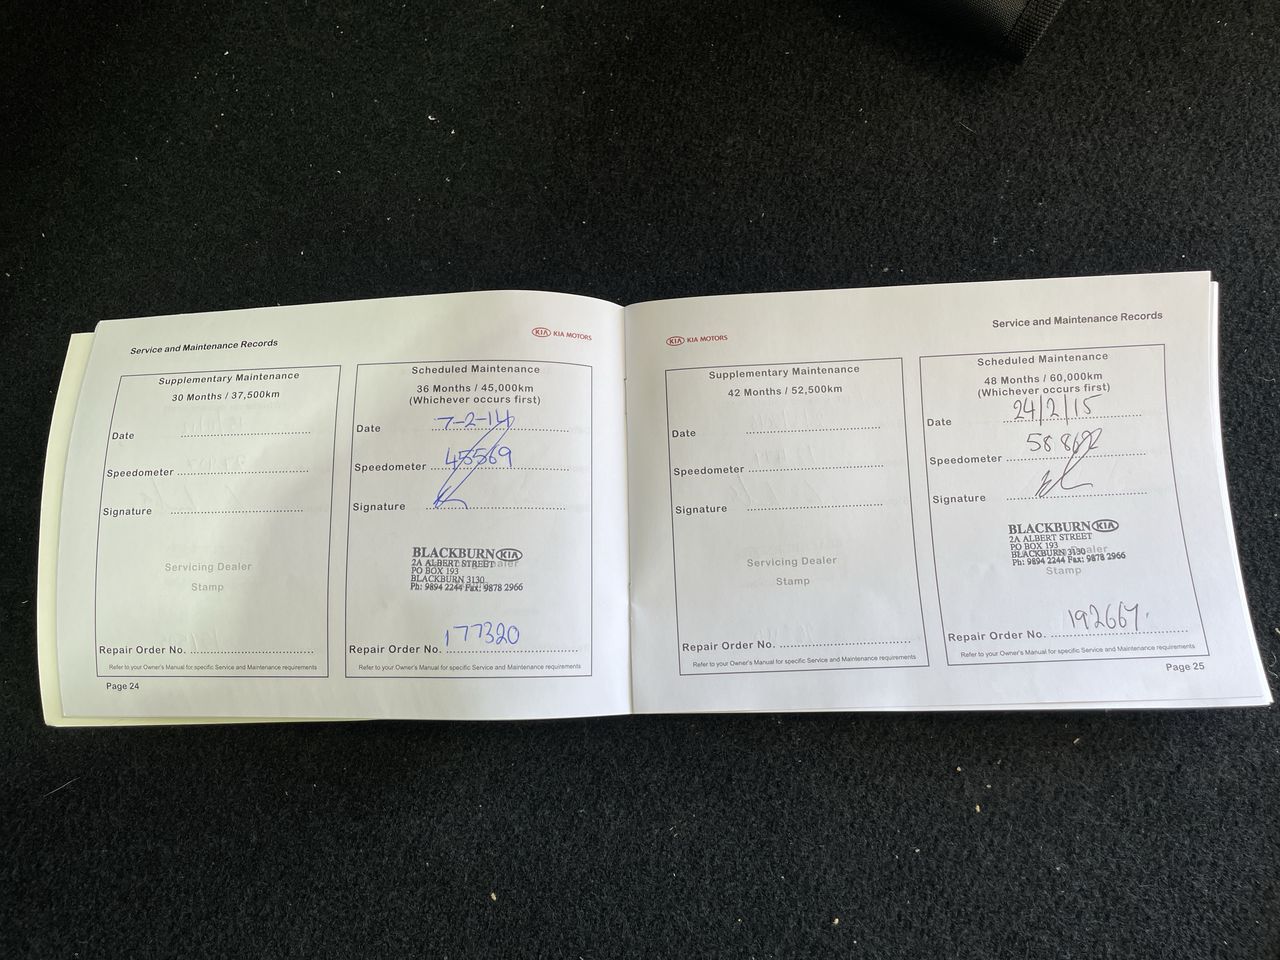 Service and Maintenance Records
KIA KIA MOTORS
Supplementary Maintenance
30 Months / 37,500km
Date
Speedometer
Signature
Servicing Dealer
Stamp
Repair Order No.
Refer to your Owner's Manual for specific Service and Maintenance requirements
Page 24
Scheduled Maintenance
36 Months / 45,000km
(Whichever occurs first)
Date 7-2-14
Speedometer 45569
Signature
BLACKBURN KIA
2A ALBERT STREET
PO BOX 193
BLACKBURN 3130
Ph: 9894 2244 Fax: 9878 2966
Repair Order No. 177320
Refer to your Owner's Manual for specific Service and Maintenance requirements
KIA KIA MOTORS
Service and Maintenance Records
Supplementary Maintenance
42 Months / 52,500km
Date
Speedometer
Signature
Servicing Dealer
Stamp
Repair Order No.
Refer to your Owner's Manual for specific Service and Maintenance requirements
Scheduled Maintenance
48 Months / 60,000km
(Whichever occurs first)
Date 24/2/15
Speedometer
Signature
BLACKBURN KIA
2A ALBERT STREET
PO BOX 193
BLACKBURN 3130
Ph: 9894 2244 Fax: 9878 2966
Stamp
Repair Order No. 192667.
Refer to your Owner's Manual for specific Service and Maintenance requirements
Page 25